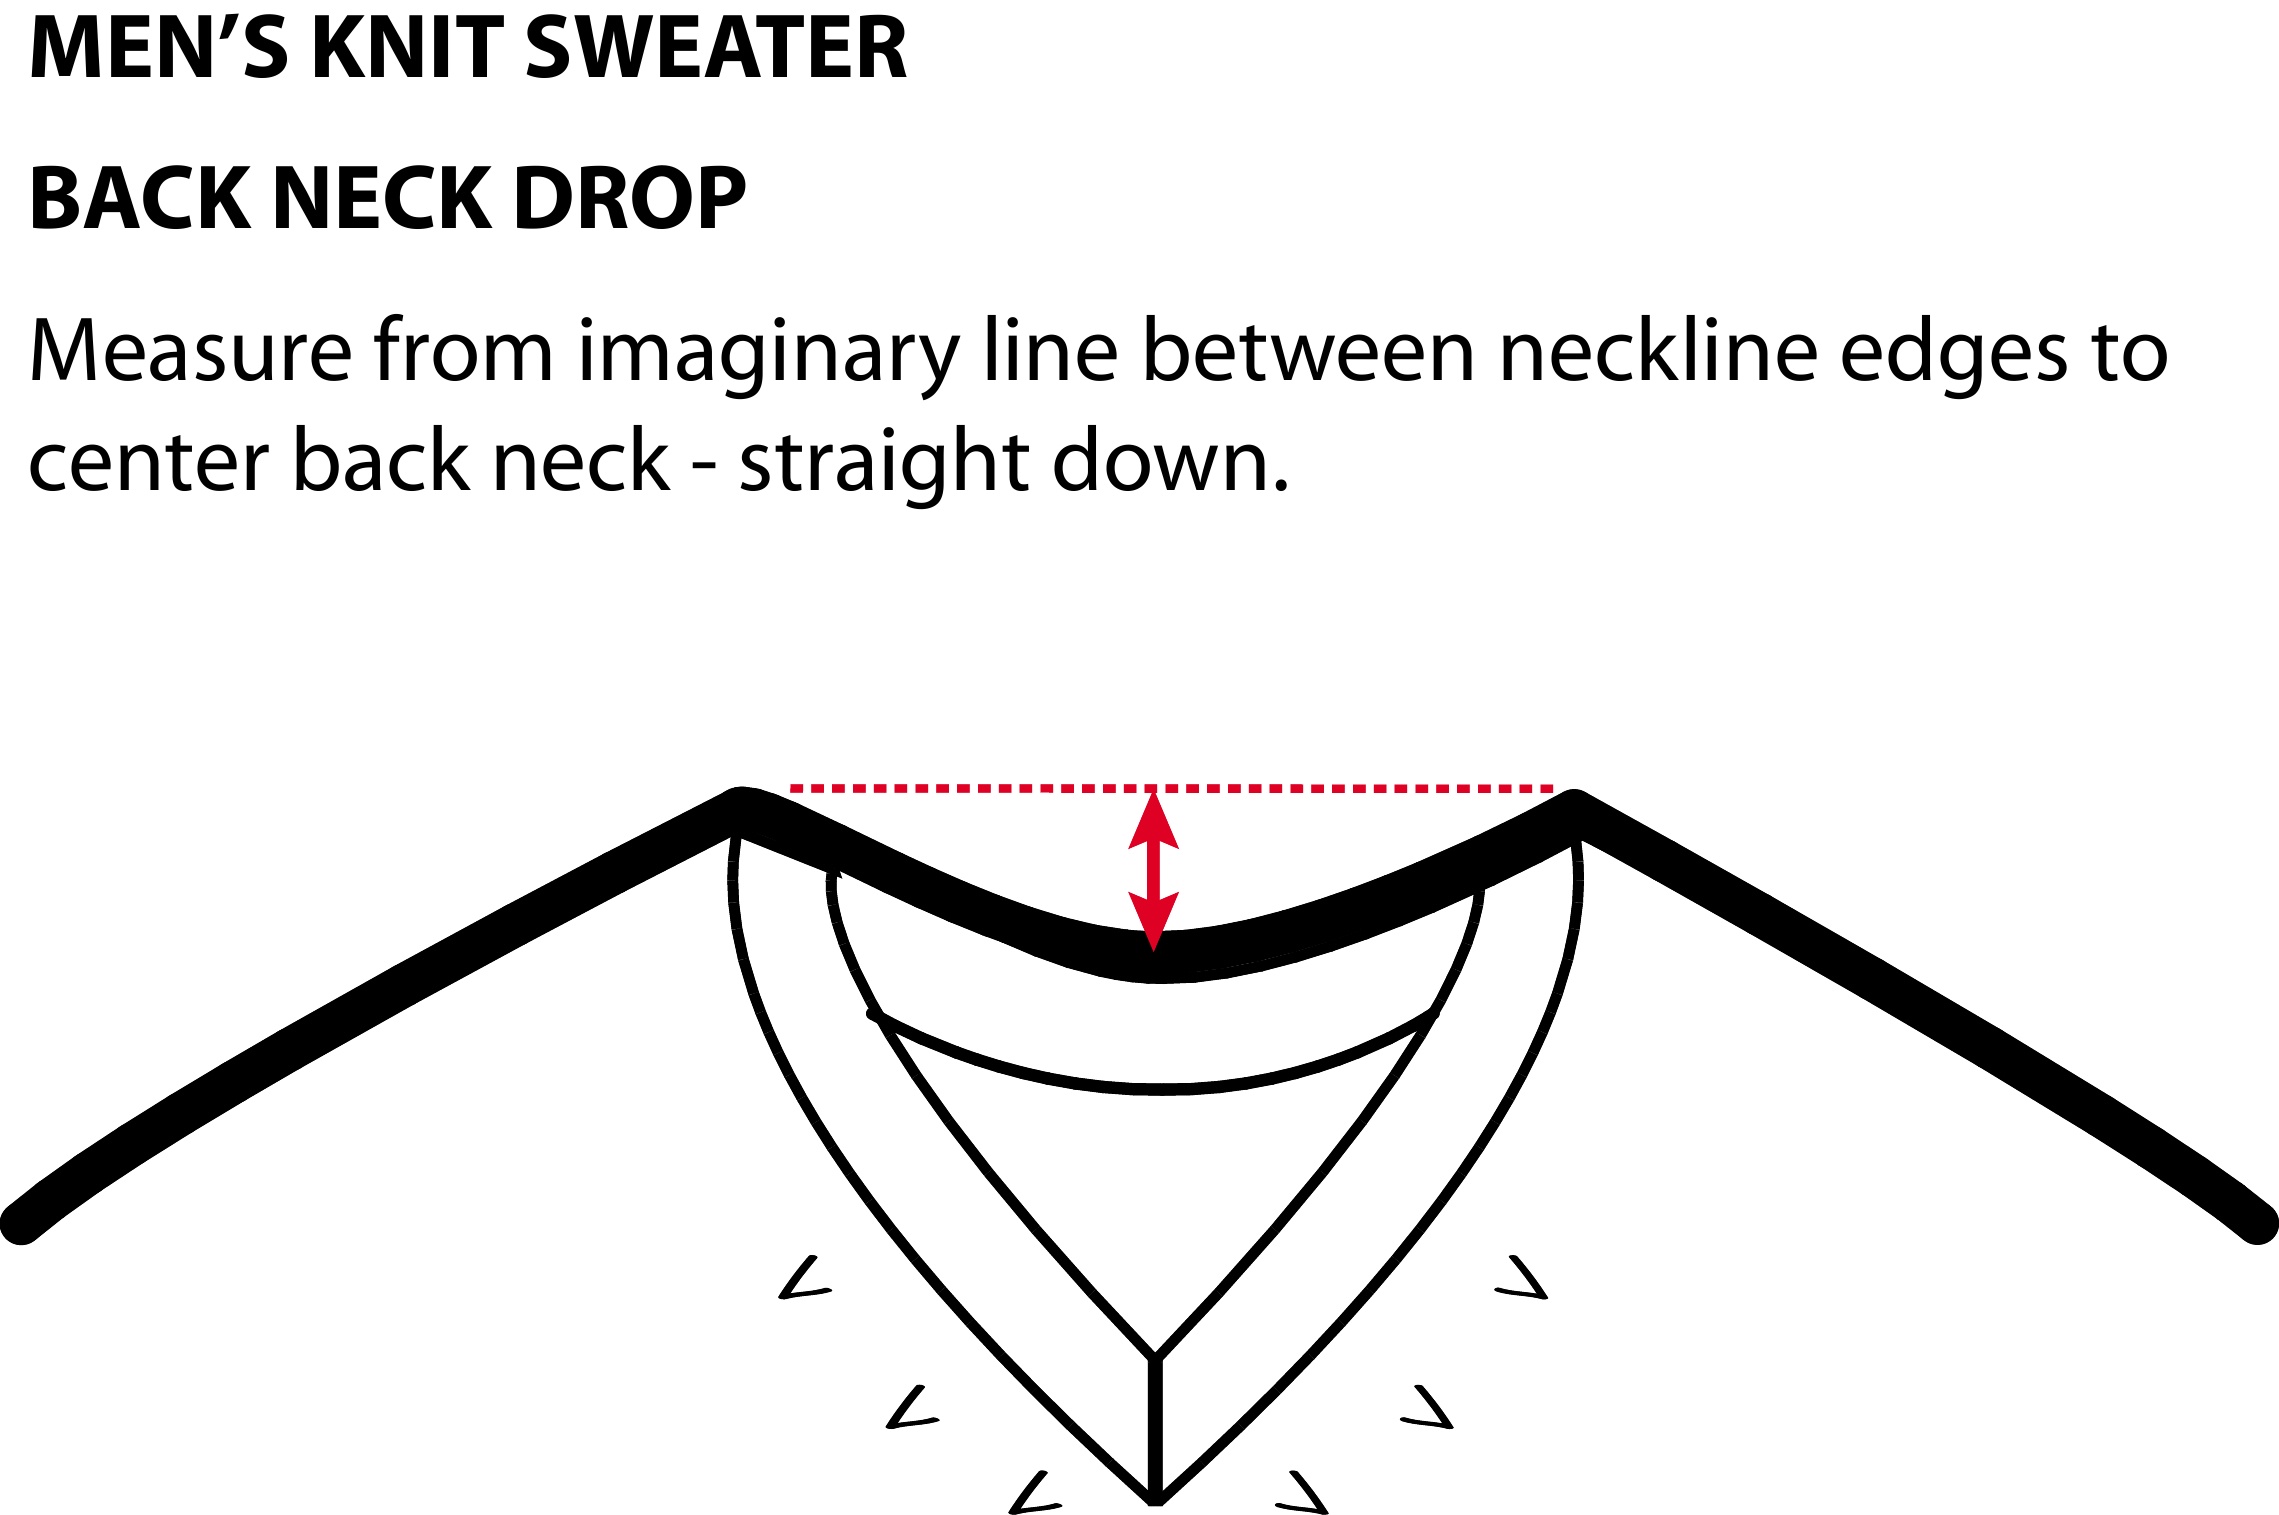 MEN’S KNIT SWEATER
BACK NECK DROP
Measure from imaginary line between neckline edges to
center back neck - straight down.